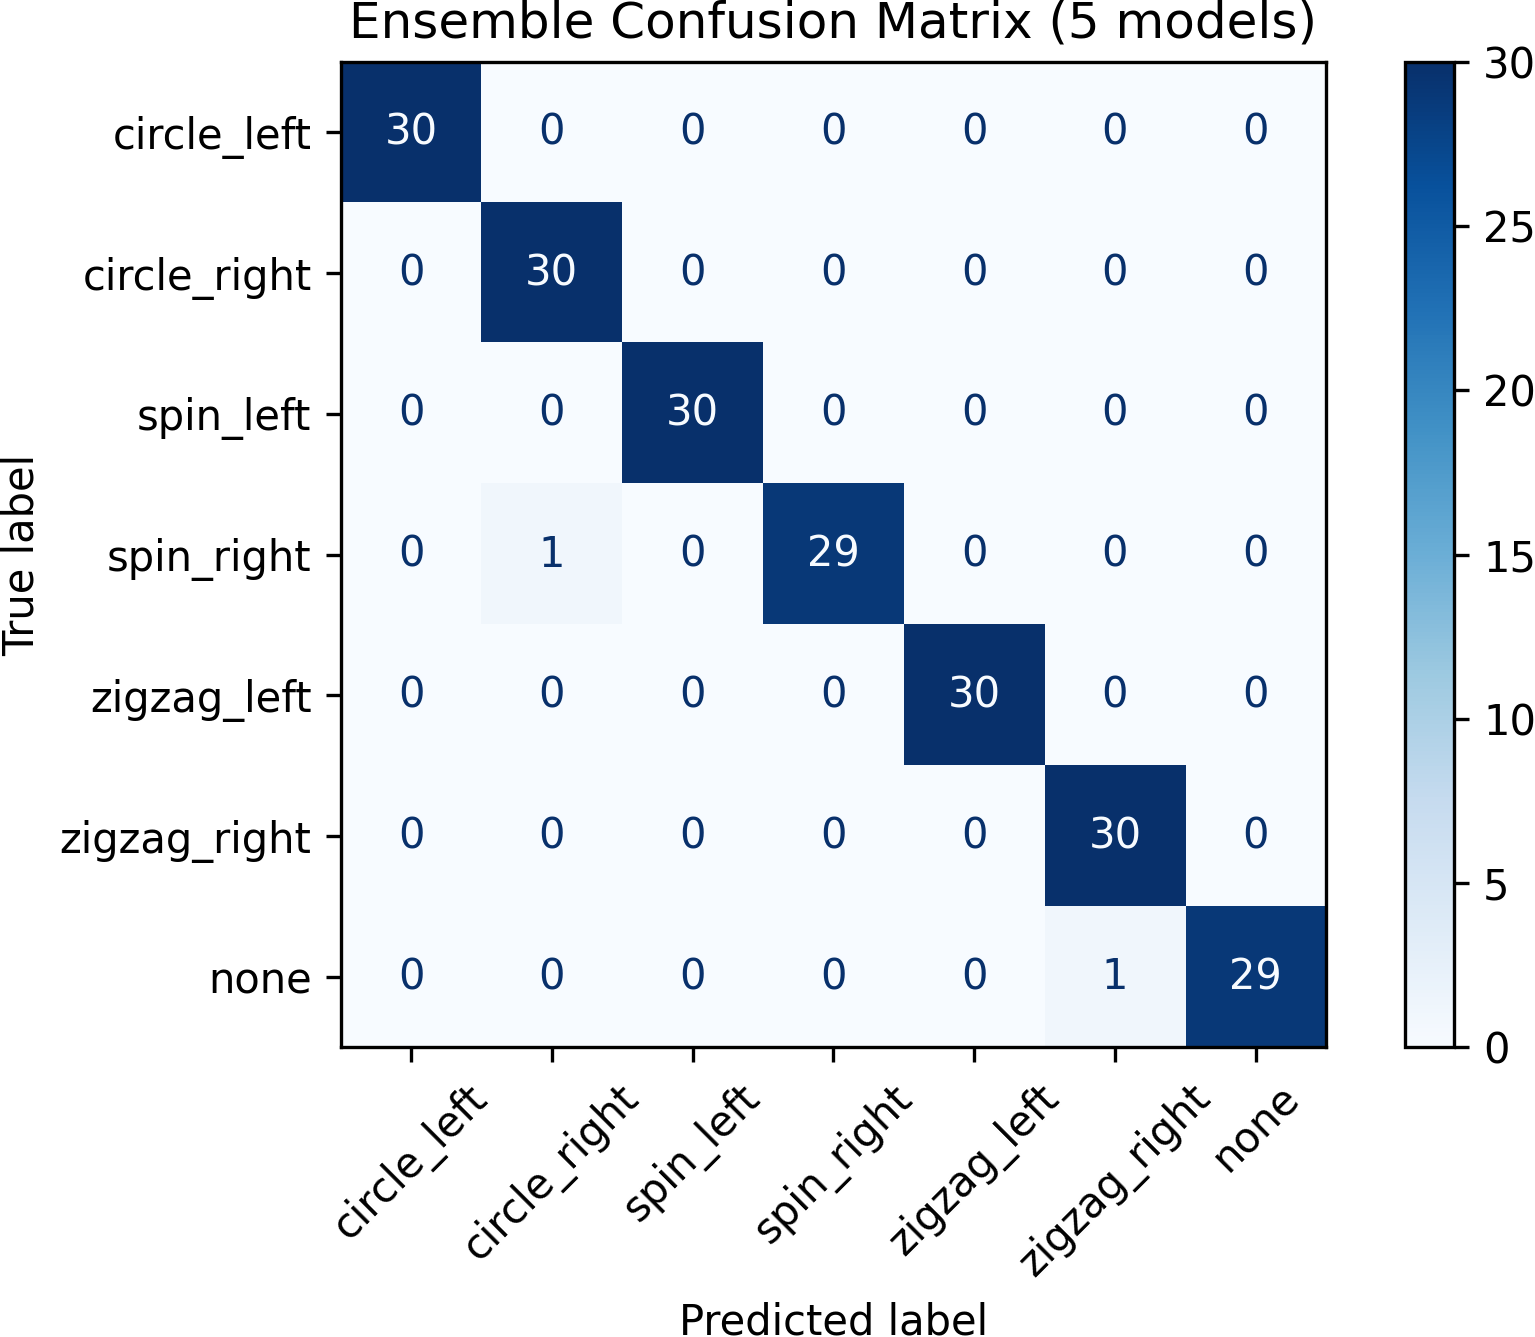 Ensemble Confusion Matrix (5 models)
circle_left 30 0 0 0 0 0 0
circle_right 0 30 0 0 0 0 0
spin_left 0 0 30 0 0 0 0
spin_right 0 1 0 29 0 0 0
zigzag_left 0 0 0 0 30 0 0
zigzag_right 0 0 0 0 0 30 0
none 0 0 0 0 0 1 29
True label
circle_left circle_right spin_left spin_right zigzag_left zigzag_right none
Predicted label
30
25
20
15
10
5
0